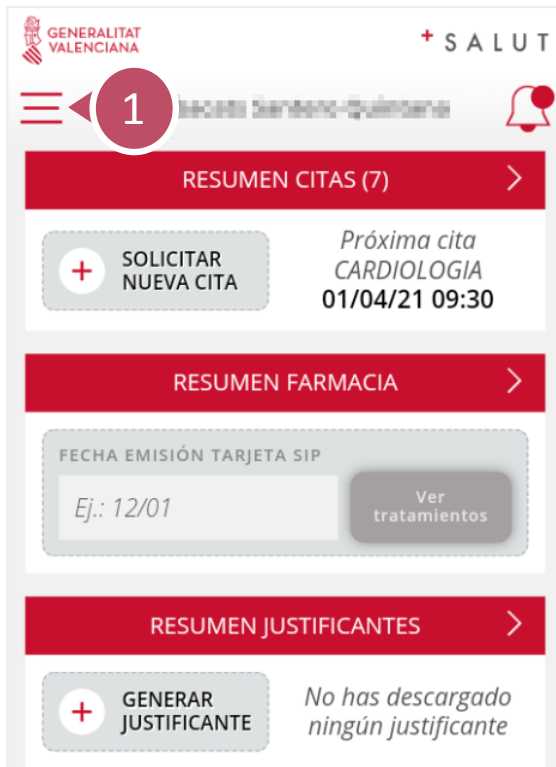 GENERALITAT
VALENCIANA
+ SALUT
1
RESUMEN CITAS (7)
SOLICITAR
NUEVA CITA
Próxima cita
CARDIOLOGIA
01/04/21 09:30
RESUMEN FARMACIA
FECHA EMISIÓN TARJETA SIP
Ej.: 12/01
Ver
tratamientos
RESUMEN JUSTIFICANTES
GENERAR
JUSTIFICANTE
No has descargado
ningún justificante